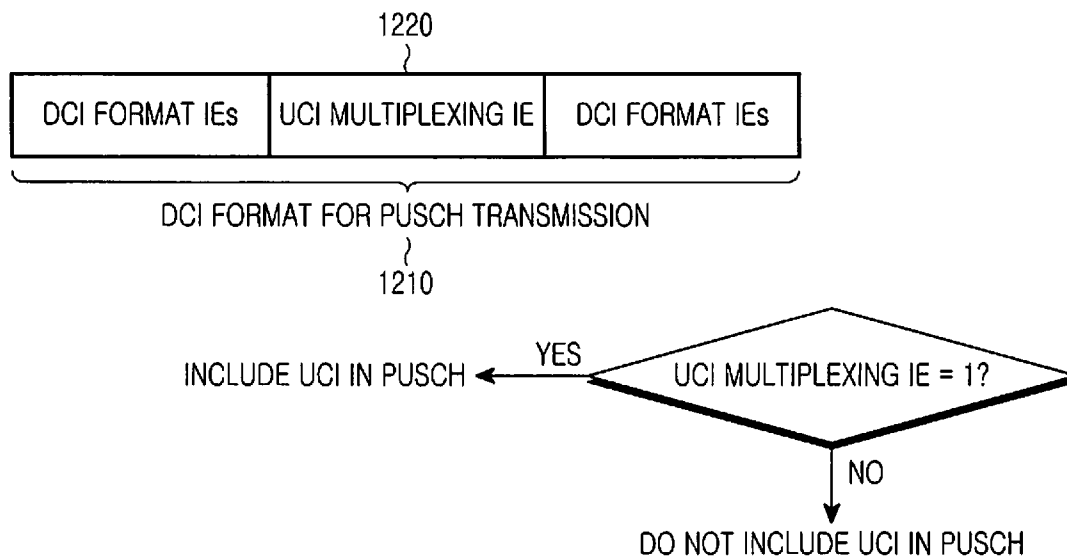 1220
DCI FORMAT IEs UCI MULTIPLEXING IE DCI FORMAT IEs
DCI FORMAT FOR PUSCH TRANSMISSION
1210
INCLUDE UCI IN PUSCH YES UCI MULTIPLEXING IE = 1?
NO
DO NOT INCLUDE UCI IN PUSCH